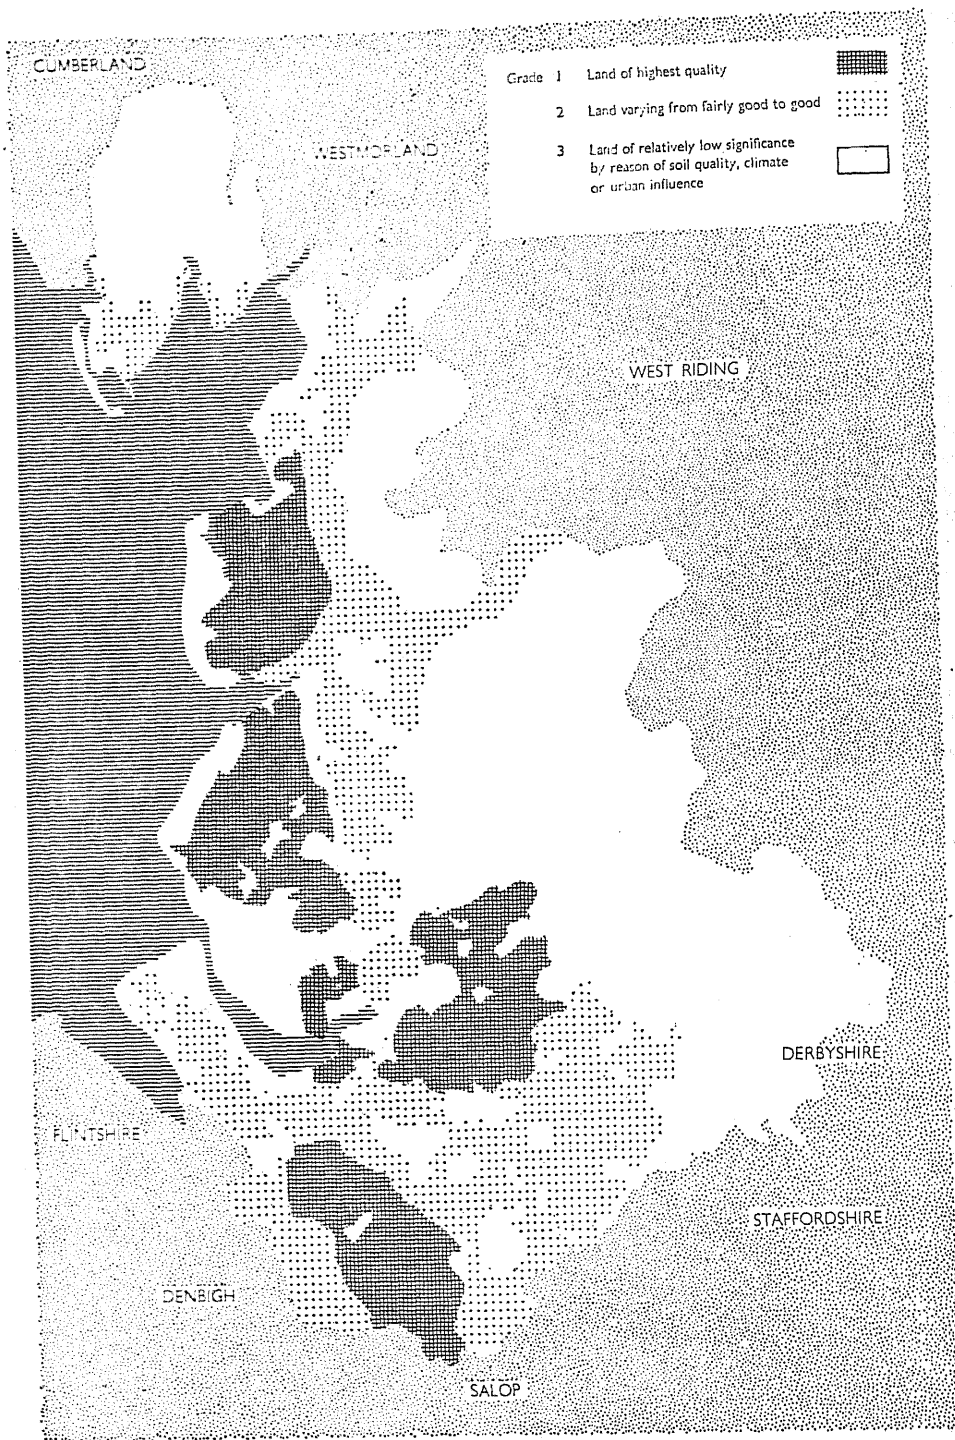 CUMBERLAND
WESTMORLAND
Grade 1 Land of highest quality
2 Land varying from fairly good to good
3 Land of relatively low significance
by reason of soil quality, climate
or urban influence
WEST RIDING
DERBYSHIRE
FLINTSHIRE
STAFFORDSHIRE
DENBIGH
SALOP